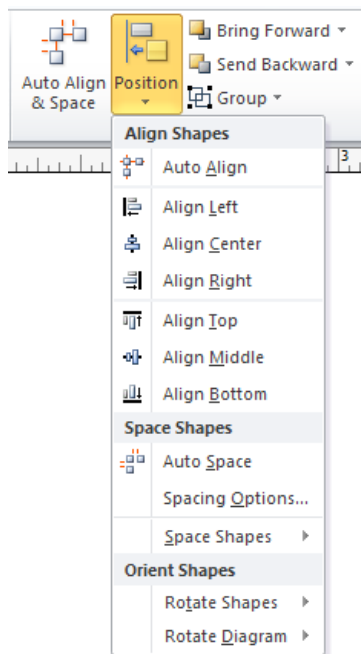 Bring Forward
Send Backward
Group
Auto Align
& Space
Position
3
Align Shapes
Auto Align
Align Left
Align Center
Align Right
Align Top
Align Middle
Align Bottom
Space Shapes
Auto Space
Spacing Options...
Space Shapes
Orient Shapes
Rotate Shapes
Rotate Diagram